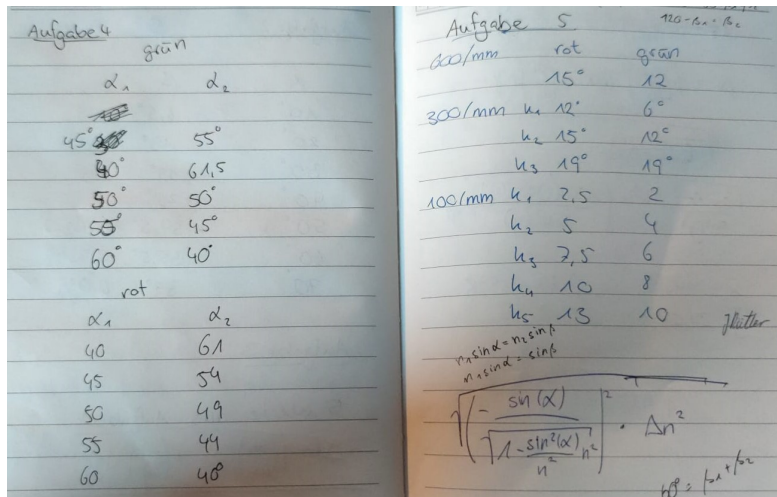 Aufgabe 4
grün
α₁ α₂
45° 55°
40° 61,5
50° 50°
55° 45°
60° 40°
rot
α₁ α₂
40 61
45 54
50 49
55 44
60 40°
Aufgabe 5
600/mm rot grün
15° 12
300/mm k₁ 12° 6°
k₂ 15° 12°
k₃ 19° 19°
100/mm k₁ 2,5 2
k₂ 5 4
k₃ 7,5 6
k₄ 10 8
k₅ 13 10
n₁ sin α = n₂ sin β
n₁ sin α = sin β
√((- sin(α) / √(1 - sin²(α)/n²) n²)² · Δn²
60° = β₁ + β₂